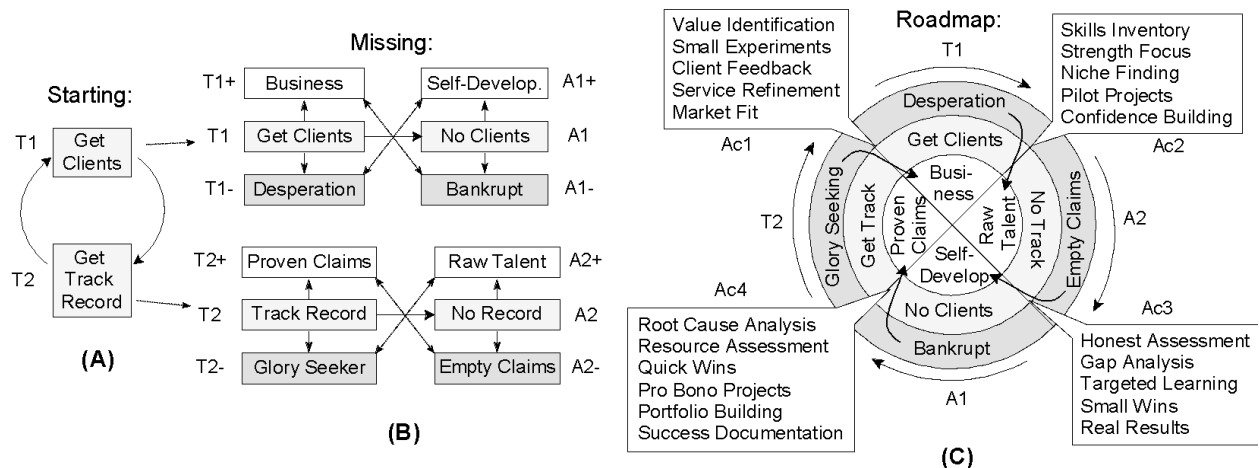 Starting:
T1
Get
Clients
T2
Get
Track
Record
(A)
Missing:
T1+
Business
Self-Develop.
A1+
T1
Get Clients
No Clients
A1
T1-
Desperation
Bankrupt
A1-
T2+
Proven Claims
Raw Talent
A2+
T2
Track Record
No Record
A2
T2-
Glory Seeker
Empty Claims
A2-
(B)
Roadmap:
Value Identification
Small Experiments
Client Feedback
Service Refinement
Market Fit
Skills Inventory
Strength Focus
Niche Finding
Pilot Projects
Confidence Building
T1
Ac1
Ac2
T2
A2
Desperation
Get Clients
Busi-
ness
Glory Seeking
Get Track
Proven
Claims
Raw
Talent
No Track
Empty Claims
Self-
Develop
No Clients
Bankrupt
A1
Ac4
Ac3
Root Cause Analysis
Resource Assessment
Quick Wins
Pro Bono Projects
Portfolio Building
Success Documentation
Honest Assessment
Gap Analysis
Targeted Learning
Small Wins
Real Results
(C)